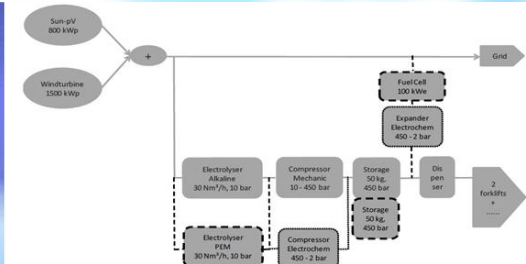 Sun-pV
800 kWp
Grid
+
Windturbine
1500 kWp
Fuel Cell
100 kWe
Expander
Electrochem
450 - 2 bar
Electrolyser
Alkaline
30 Nm³/h, 10 bar
Compressor
Mechanic
10 - 450 bar
Storage
50 kg,
450 bar
Dis
pen
ser
2
forklifts
+
......
Storage
50 kg,
450 bar
Electrolyser
PEM
30 Nm³/h, 10 bar
Compressor
Electrochem
450 - 2 bar